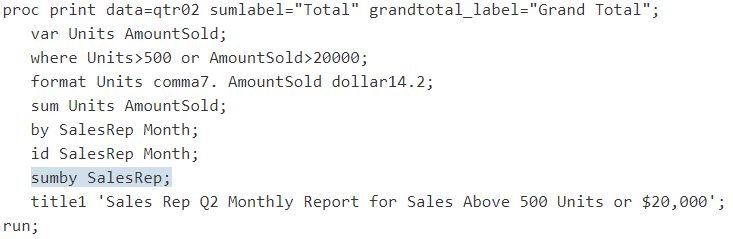 proc print data=qtr02 sumlabel="Total" grandtotal_label="Grand Total";
var Units AmountSold;
where Units>500 or AmountSold>20000;
format Units comma7. AmountSold dollar14.2;
sum Units AmountSold;
by SalesRep Month;
id SalesRep Month;
sumby SalesRep;
title1 'Sales Rep Q2 Monthly Report for Sales Above 500 Units or $20,000';
run;